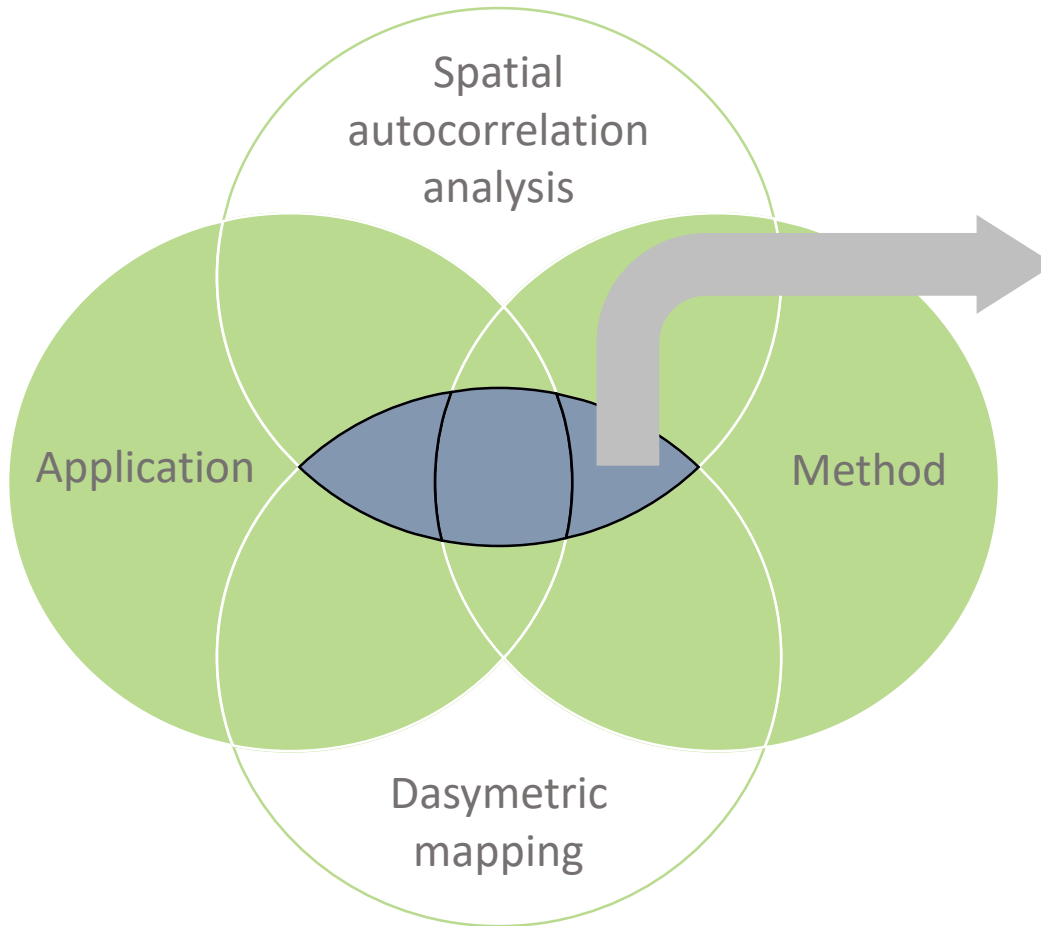 Spatial
autocorrelation
analysis
Application
Method
Dasymetric
mapping